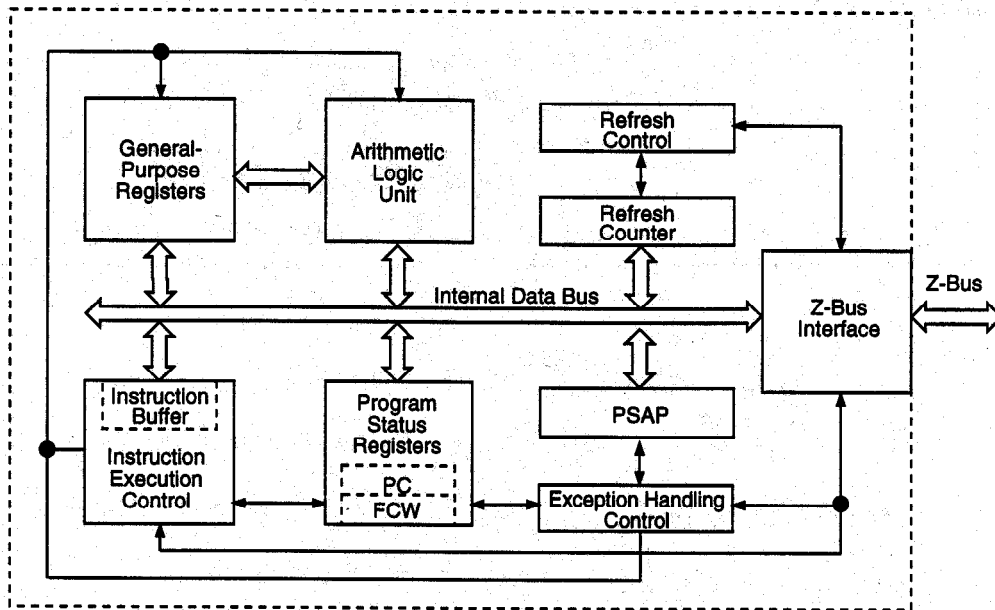 General-
Purpose
Registers
Arithmetic
Logic
Unit
Refresh
Control
Refresh
Counter
Internal Data Bus
Z-Bus
Interface
Z-Bus
Instruction
Buffer
Instruction
Execution
Control
Program
Status
Registers
PC
FCW
PSAP
Exception Handling
Control